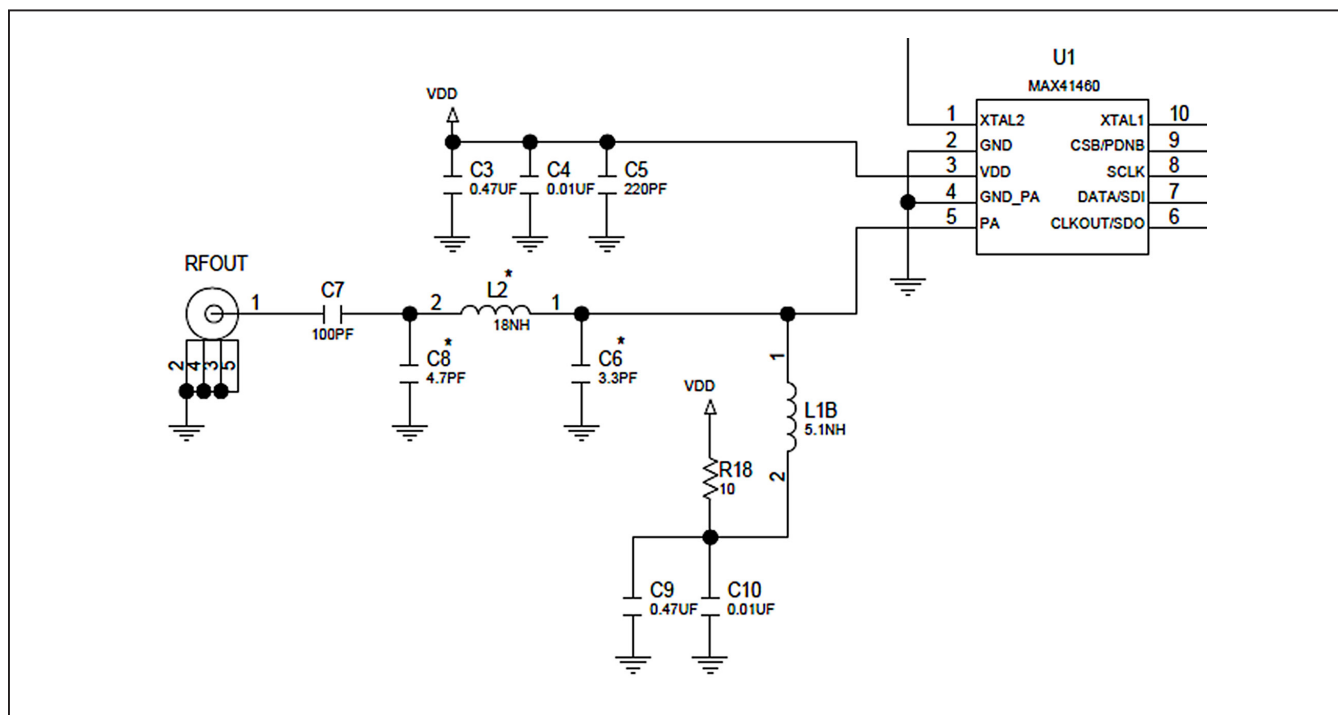 U1
MAX41460
1 XTAL2 XTAL1 10
2 GND CSB/PDNB 9
3 VDD SCLK 8
4 GND_PA DATA/SDI 7
5 PA CLKOUT/SDO 6
VDD
C3
0.47UF
C4
0.01UF
C5
220PF
RFOUT
1
2 4 3 5
C7
100PF
2 L2* 1
18NH
C8*
4.7PF
C6*
3.3PF
1
L1B
5.1NH
2
VDD
R18
10
C9
0.47UF
C10
0.01UF